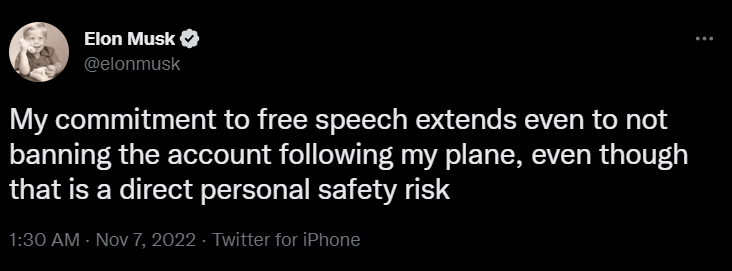 Elon Musk
@elonmusk
My commitment to free speech extends even to not
banning the account following my plane, even though
that is a direct personal safety risk
1:30 AM · Nov 7, 2022 · Twitter for iPhone